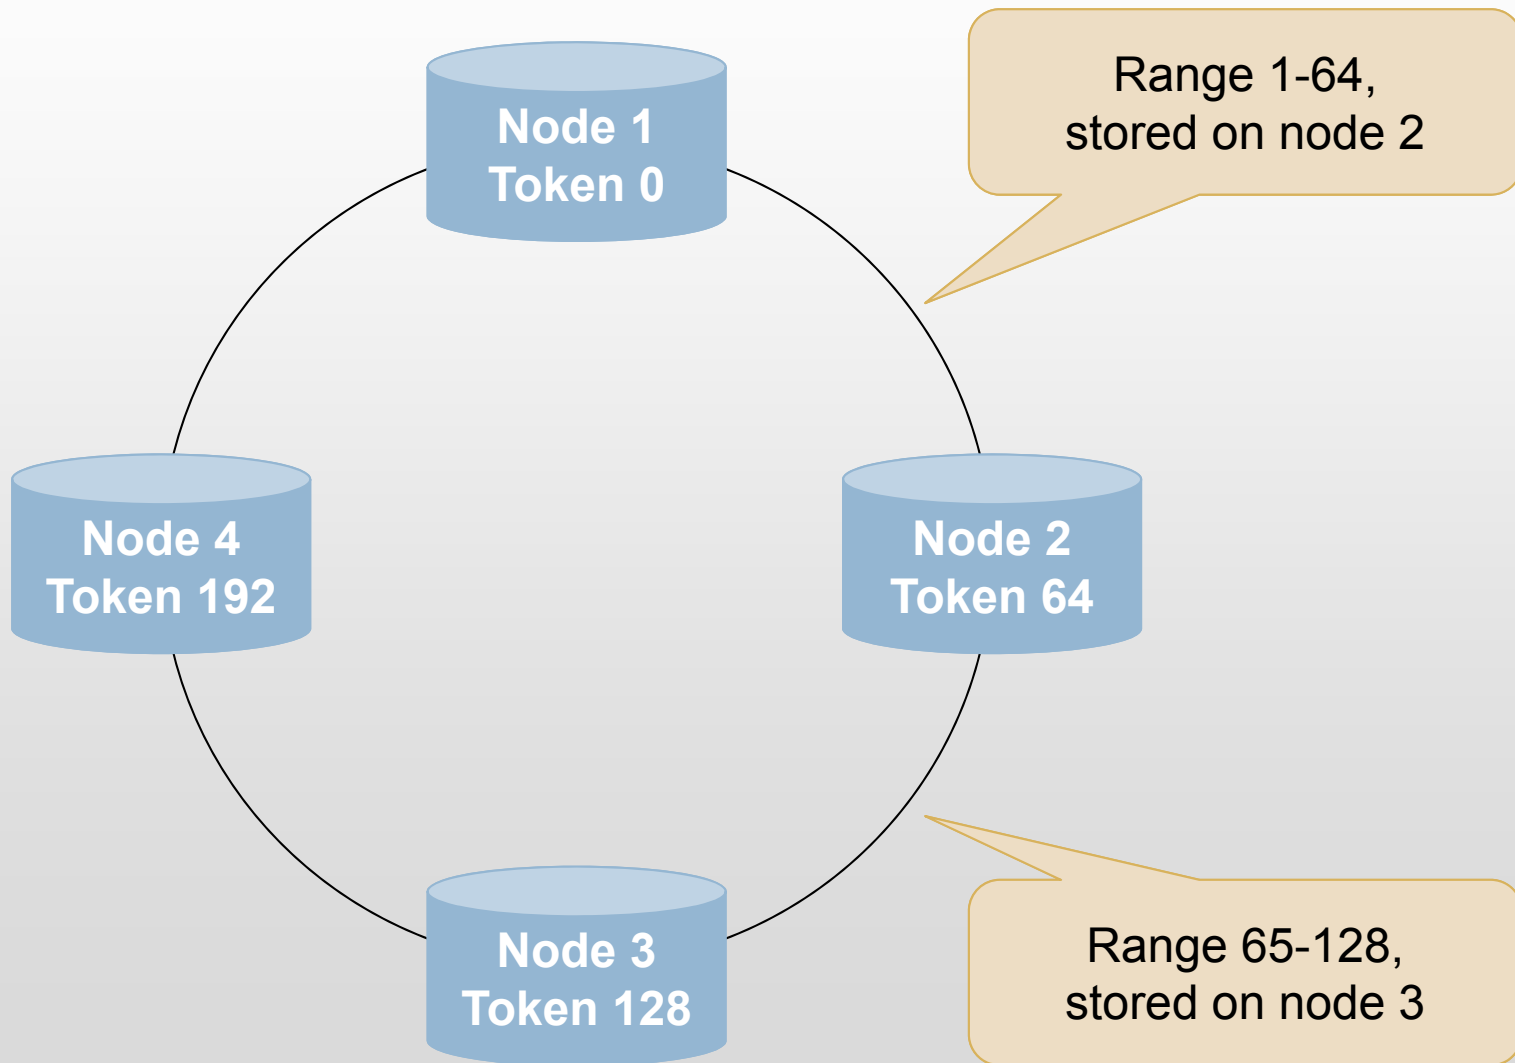 Node 1
Token 0
Range 1-64,
stored on node 2
Node 4
Token 192
Node 2
Token 64
Node 3
Token 128
Range 65-128,
stored on node 3